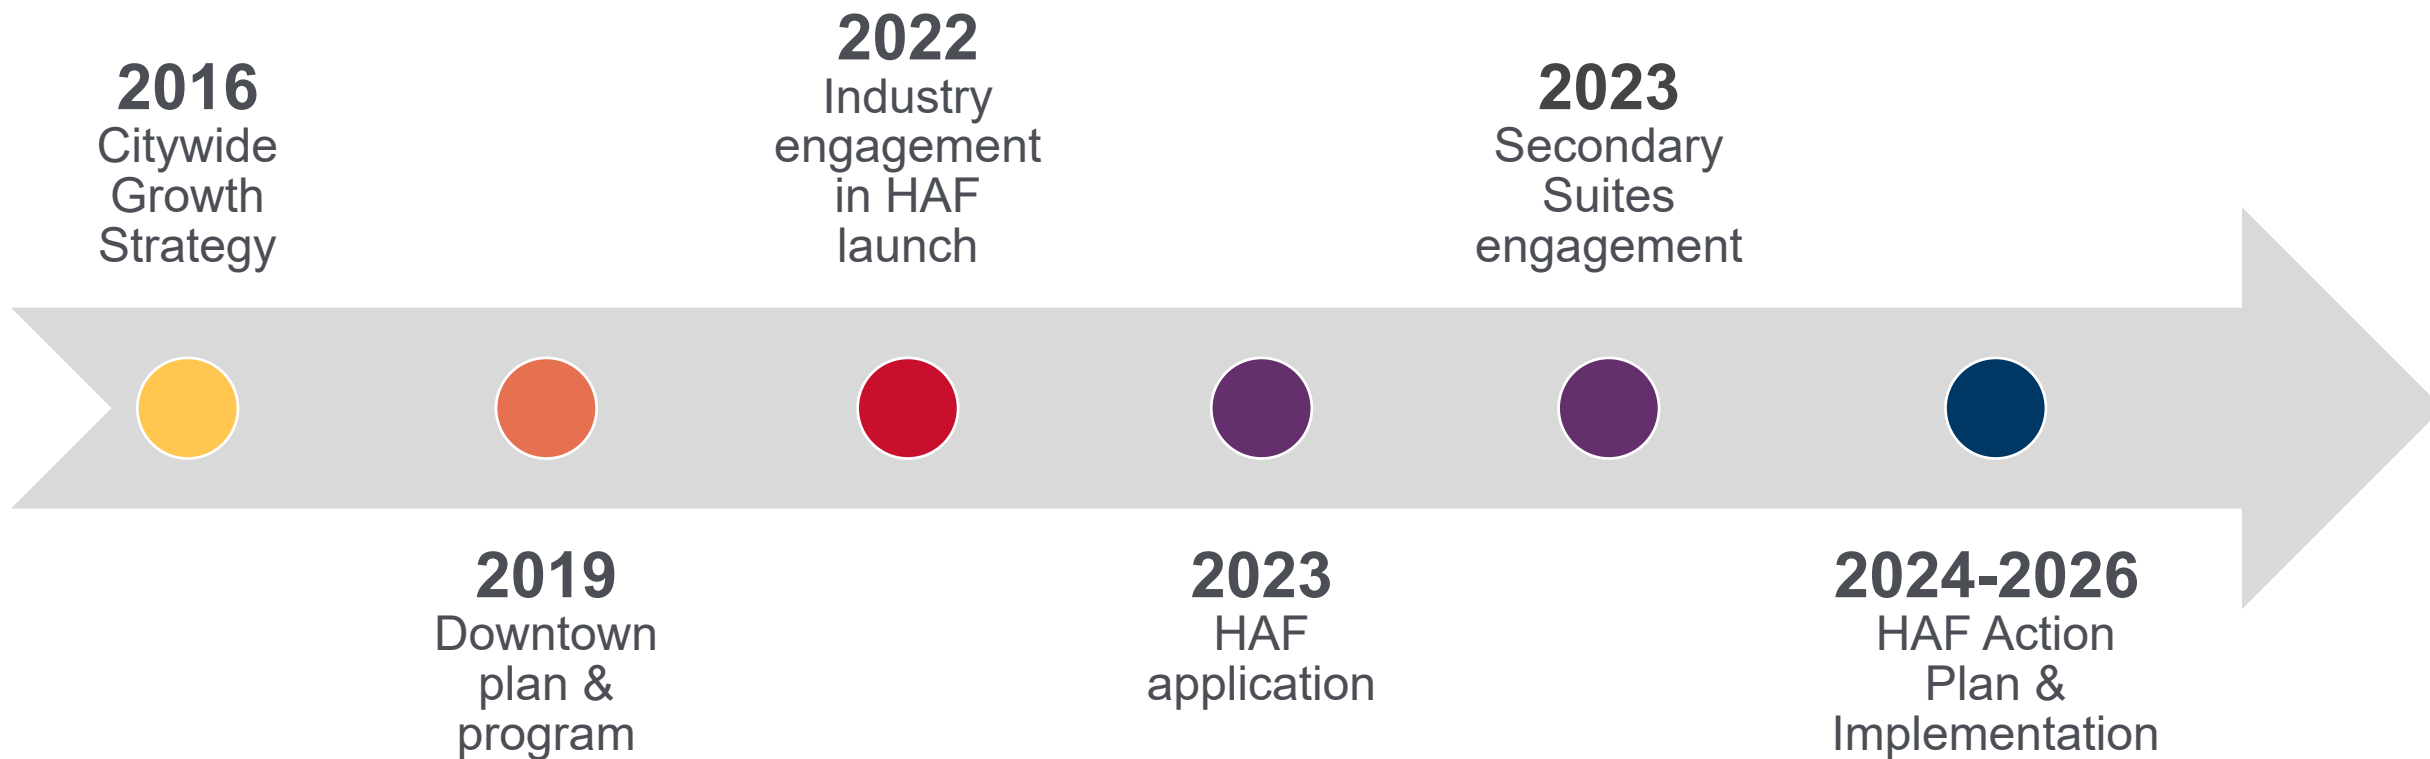 2016
Citywide
Growth
Strategy
2019
Downtown
plan &
program
2022
Industry
engagement
in HAF
launch
2023
HAF
application
2023
Secondary
Suites
engagement
2024-2026
HAF Action
Plan &
Implementation